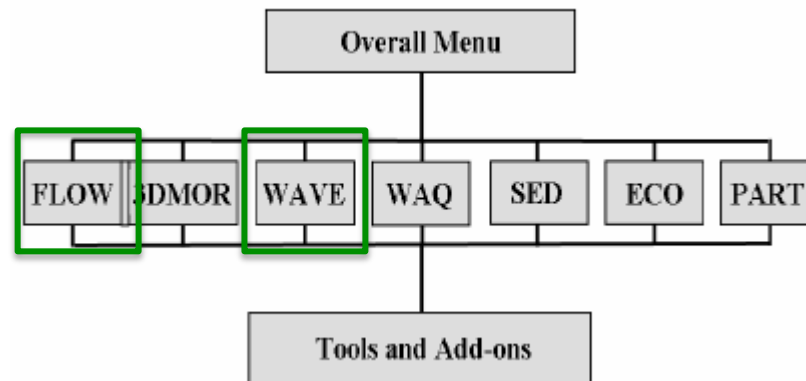 Overall Menu
FLOW 3DMOR WAVE WAQ SED ECO PART
Tools and Add-ons